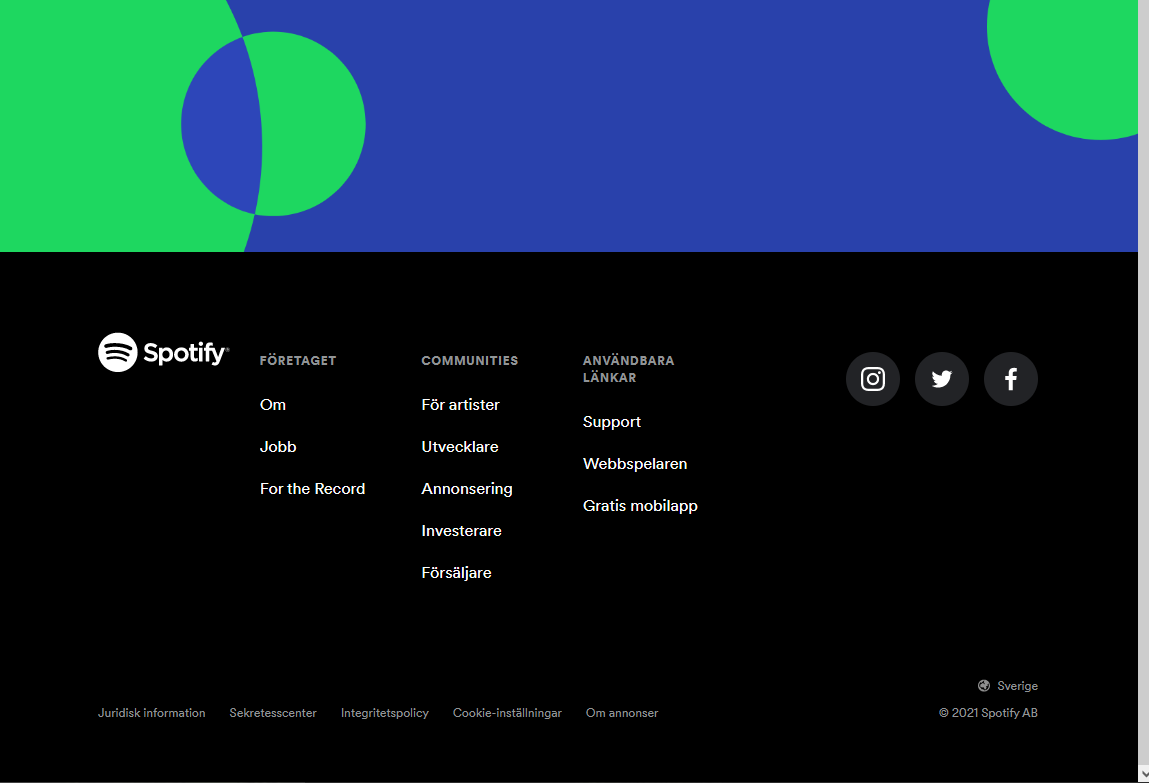 Spotify®
FÖRETAGET
Om
Jobb
For the Record
COMMUNITIES
För artister
Utvecklare
Annonsering
Investerare
Försäljare
ANVÄNDBARA
LÄNKAR
Support
Webbspelaren
Gratis mobilapp
Sverige
Juridisk information Sekretesscenter Integritetspolicy Cookie-inställningar Om annonser © 2021 Spotify AB